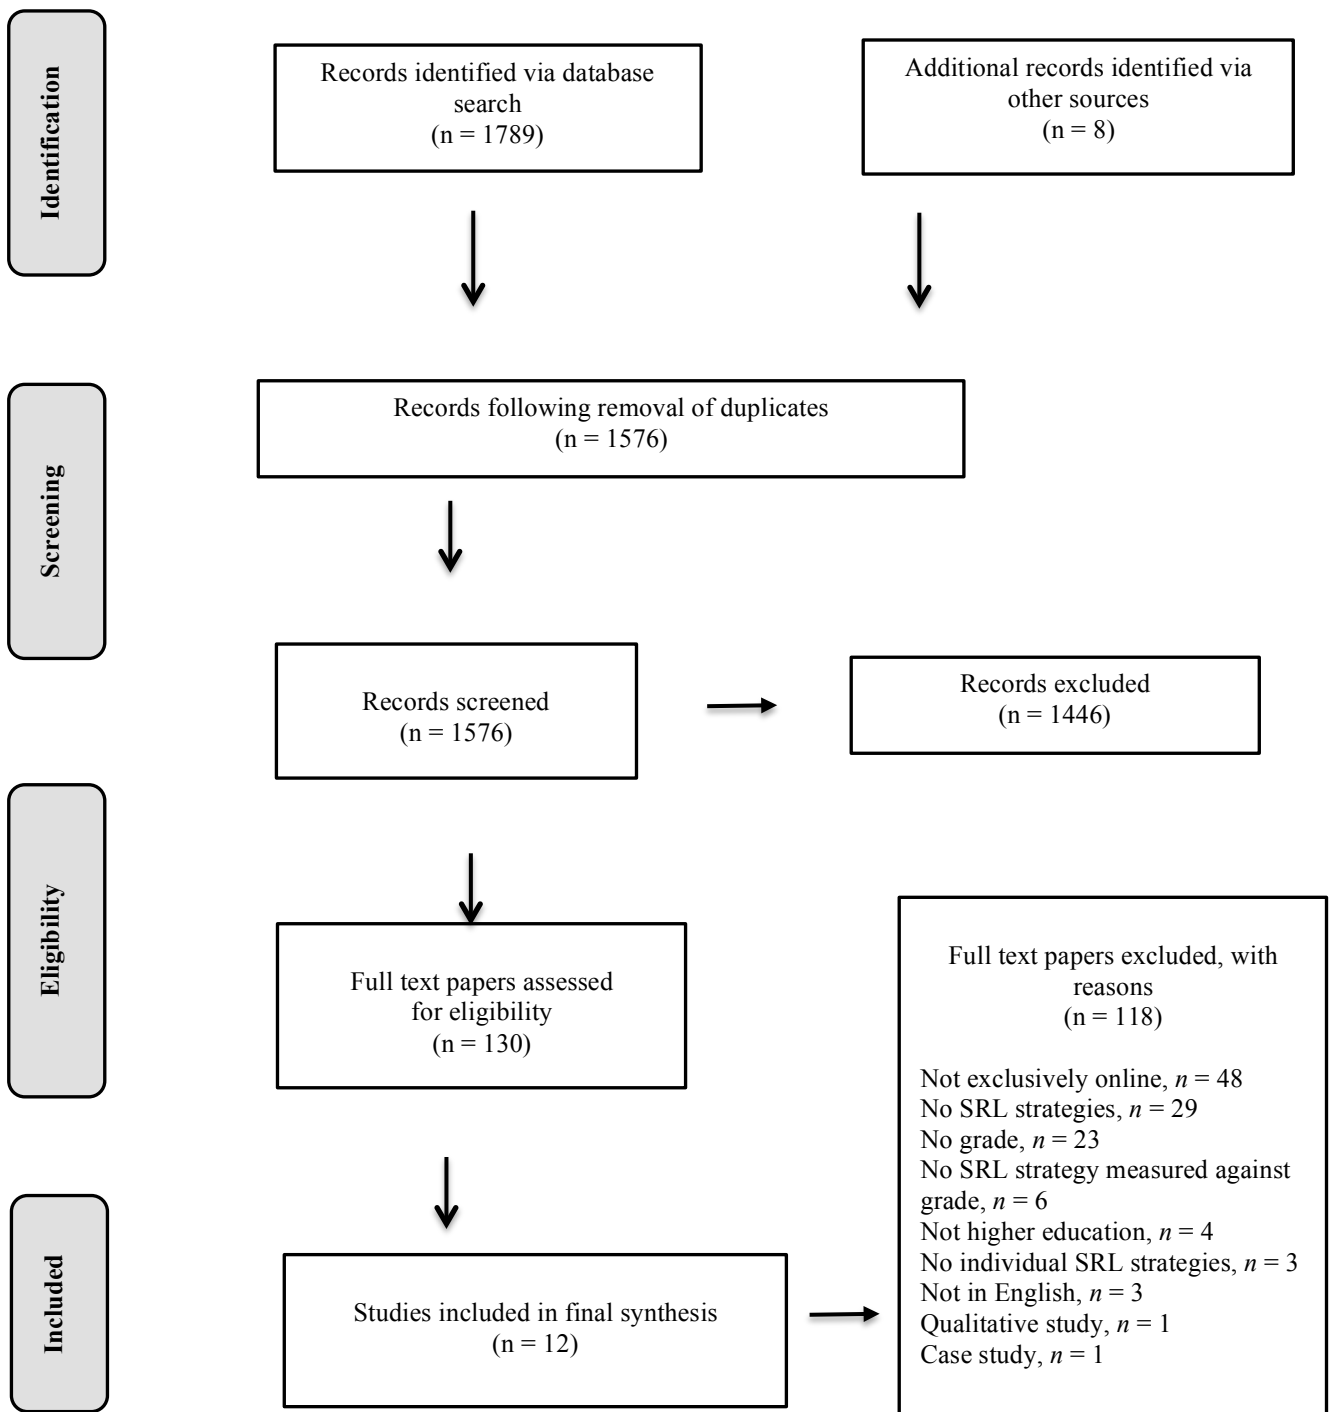 Identification
Records identified via database
search
(n = 1789)
Additional records identified via
other sources
(n = 8)
Screening
Records following removal of duplicates
(n = 1576)
Records screened
(n = 1576)
Records excluded
(n = 1446)
Eligibility
Full text papers assessed
for eligibility
(n = 130)
Full text papers excluded, with
reasons
(n = 118)
Not exclusively online, n = 48
No SRL strategies, n = 29
No grade, n = 23
No SRL strategy measured against
grade, n = 6
Not higher education, n = 4
No individual SRL strategies, n = 3
Not in English, n = 3
Qualitative study, n = 1
Case study, n = 1
Included
Studies included in final synthesis
(n = 12)